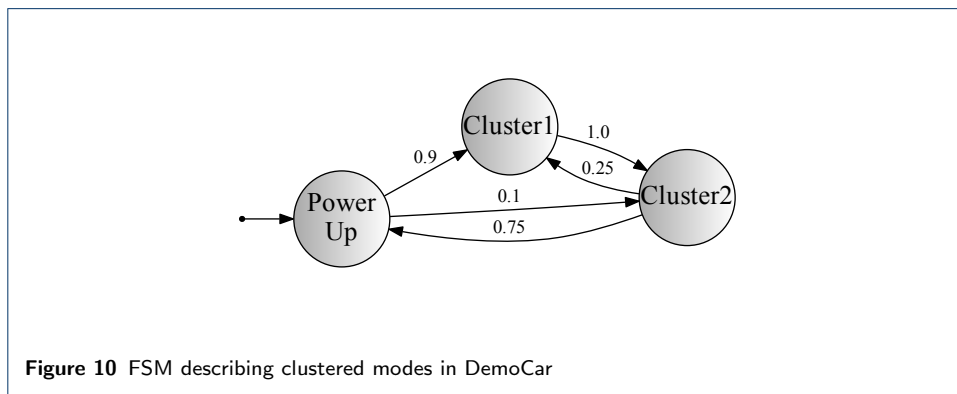 Cluster1
1.0
0.9
0.25
Cluster2
Power
Up
0.1
0.75
Figure 10 FSM describing clustered modes in DemoCar